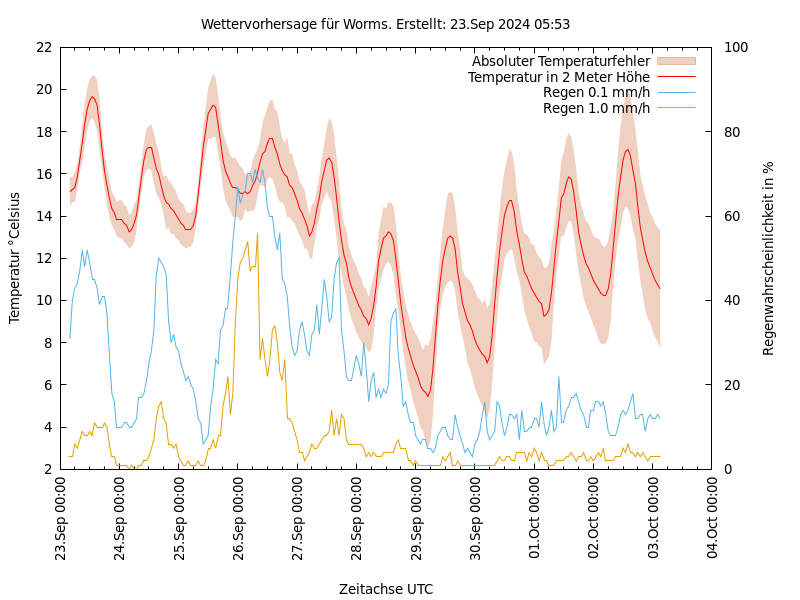 Wettervorhersage für Worms. Erstellt: 23.Sep 2024 05:53
Absoluter Temperaturfehler
Temperatur in 2 Meter Höhe
Regen 0.1 mm/h
Regen 1.0 mm/h
Temperatur °Celsius
22
20
18
16
14
12
10
8
6
4
2
Regenwahrscheinlichkeit in %
100
80
60
40
20
0
23.Sep 00:00
24.Sep 00:00
25.Sep 00:00
26.Sep 00:00
27.Sep 00:00
28.Sep 00:00
29.Sep 00:00
30.Sep 00:00
01.Oct 00:00
02.Oct 00:00
03.Oct 00:00
04.Oct 00:00
Zeitachse UTC